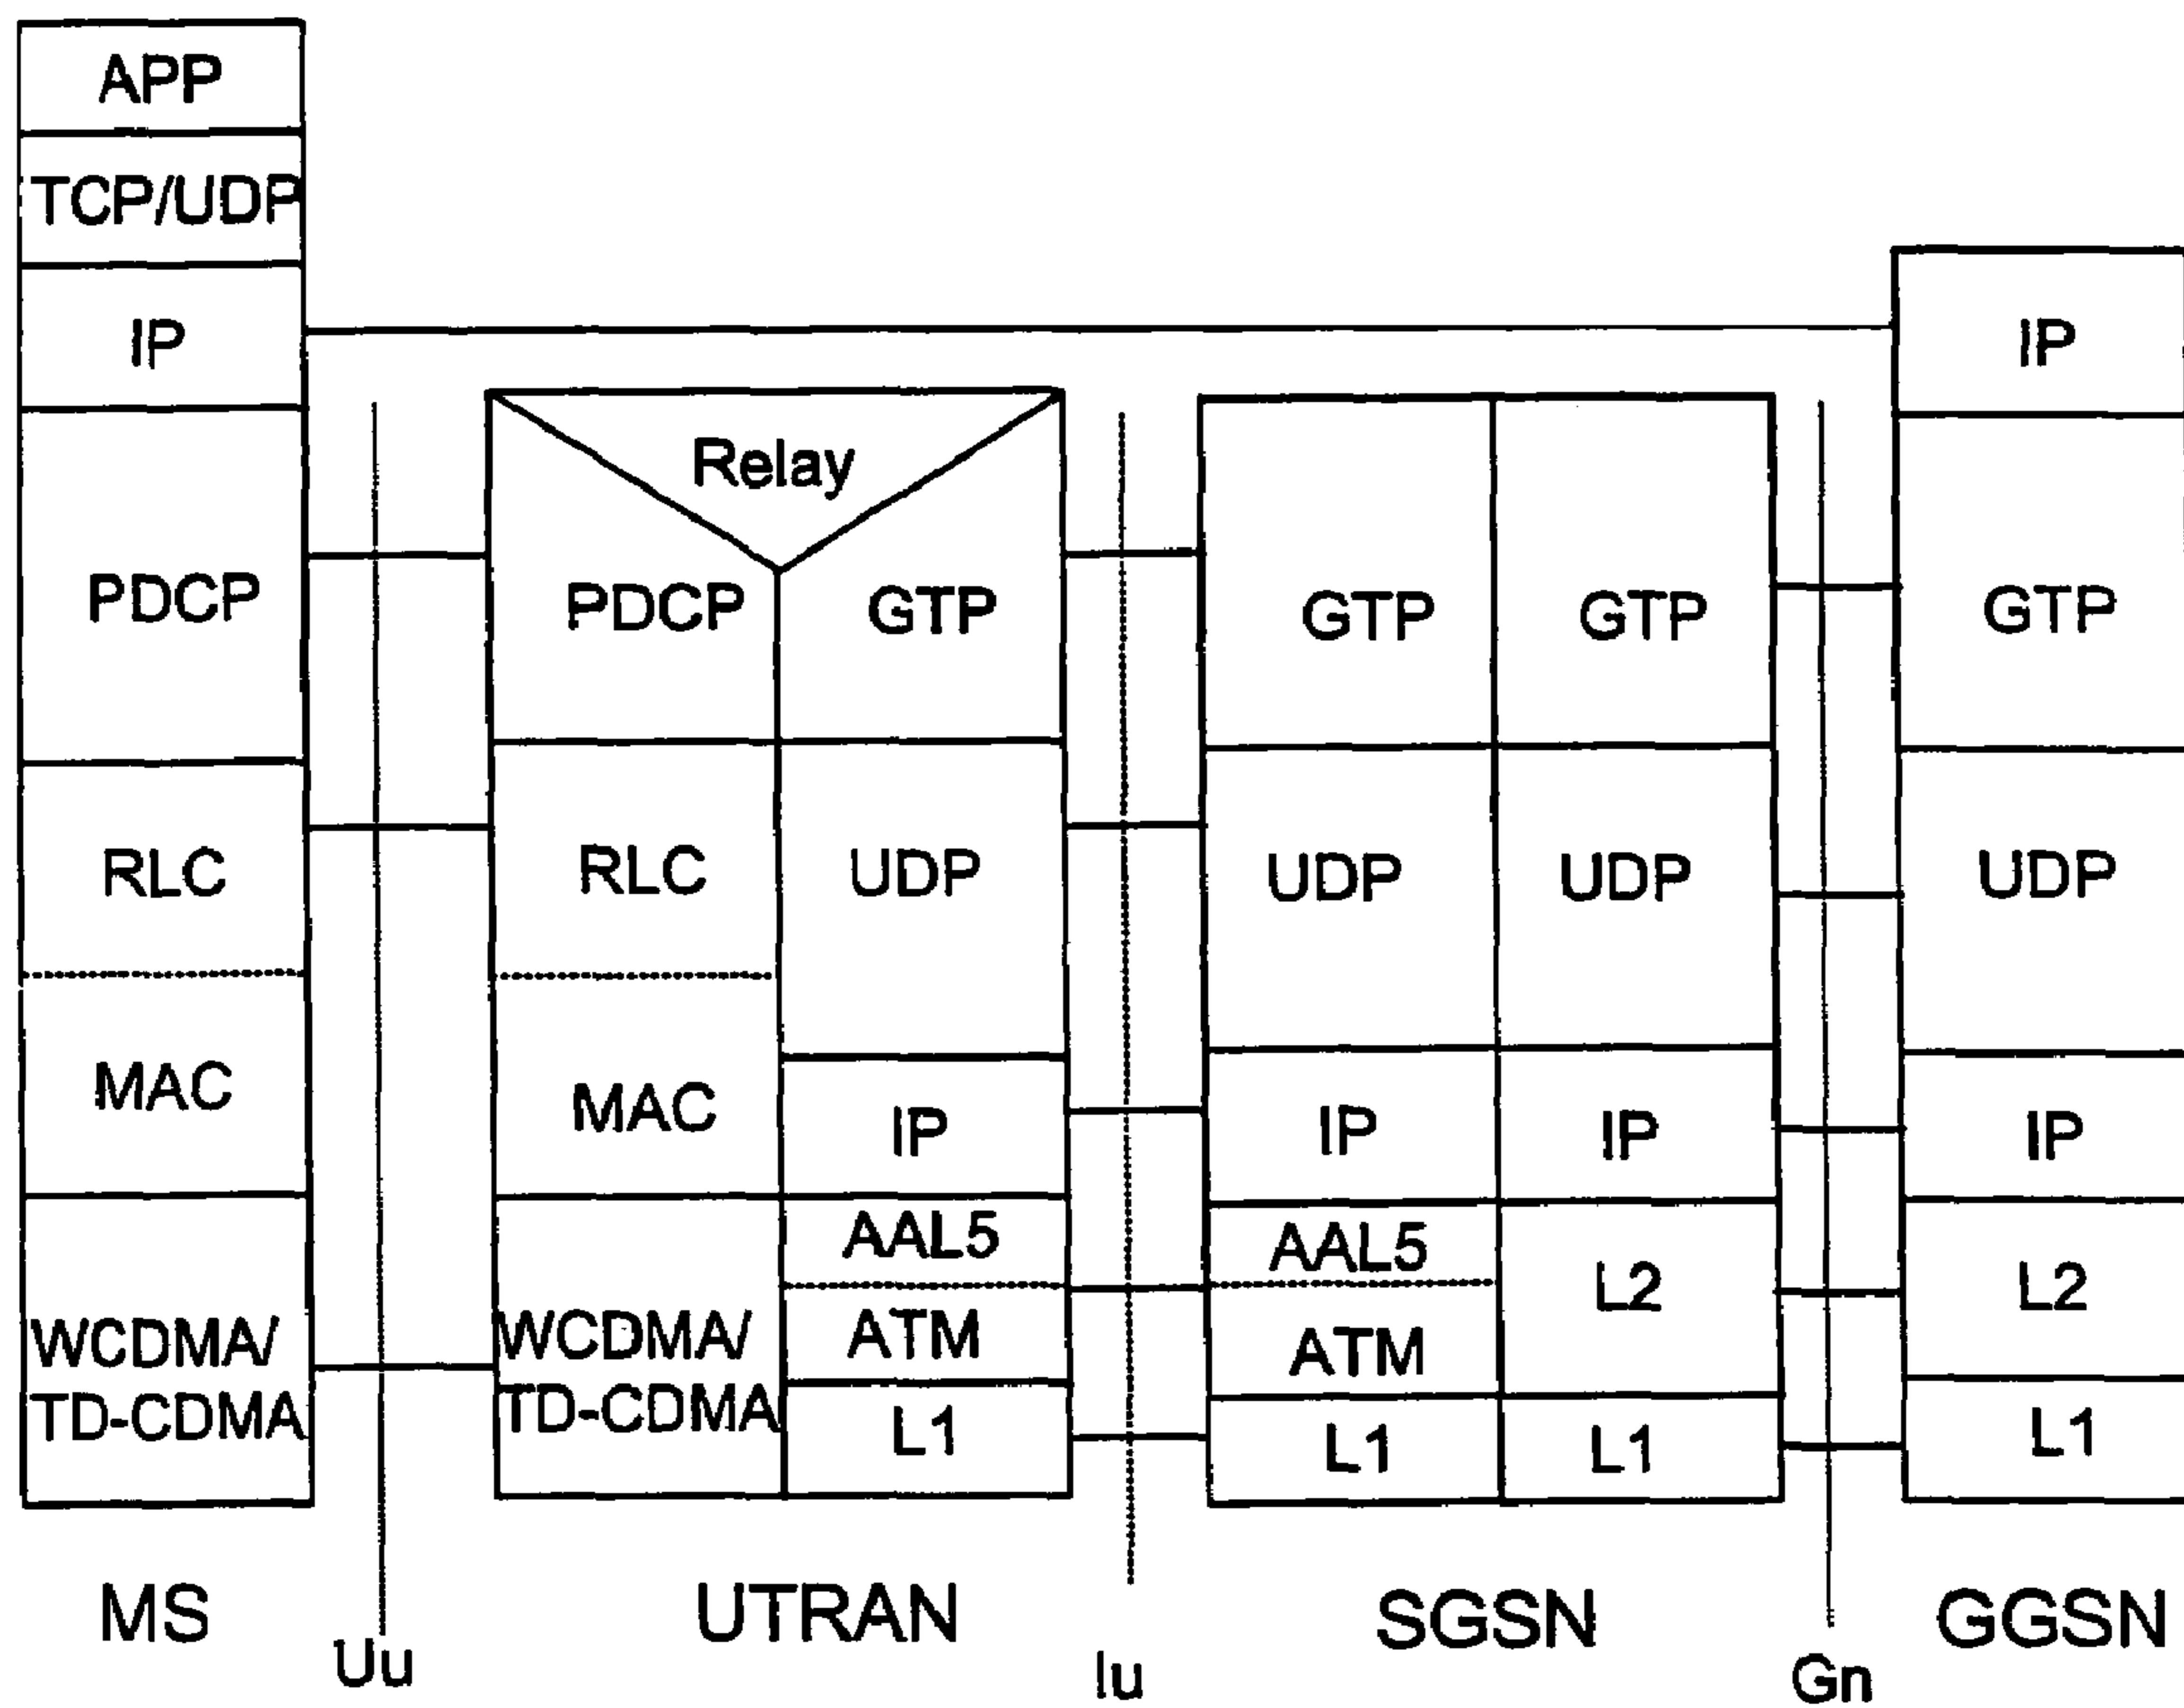 APP
TCP/UDP
IP
PDCP
RLC
MAC
WCDMA/
TD-CDMA
MS
Uu
Relay
PDCP
GTP
RLC
UDP
MAC
IP
AAL5
WCDMA/
TD-CDMA
ATM
L1
UTRAN
Iu
GTP
GTP
UDP
UDP
IP
IP
AAL5
L2
ATM
L1
L1
SGSN
Gn
IP
GTP
UDP
IP
L2
L1
GGSN